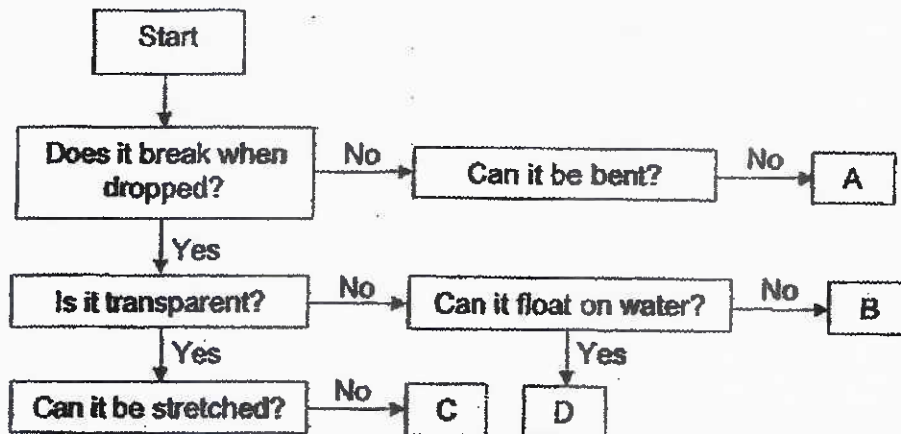 Start
Does it break when
dropped?
No
Can it be bent?
No
A
Yes
Is it transparent?
No
Can it float on water?
No
B
Yes
Yes
Can it be stretched?
No
C
D